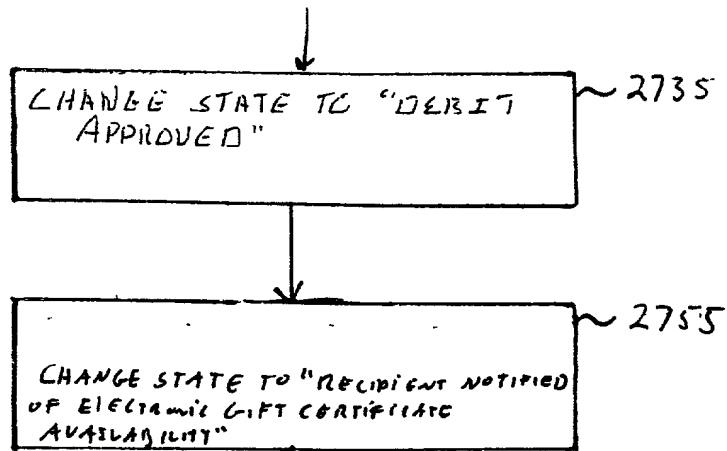 CHANGE STATE TO "DEBIT
APPROVED"
2735
2755
CHANGE STATE TO "RECIPIENT NOTIFIED
OF ElECTRONIC GIFT CERTIFICATE
AVAILABILITY"